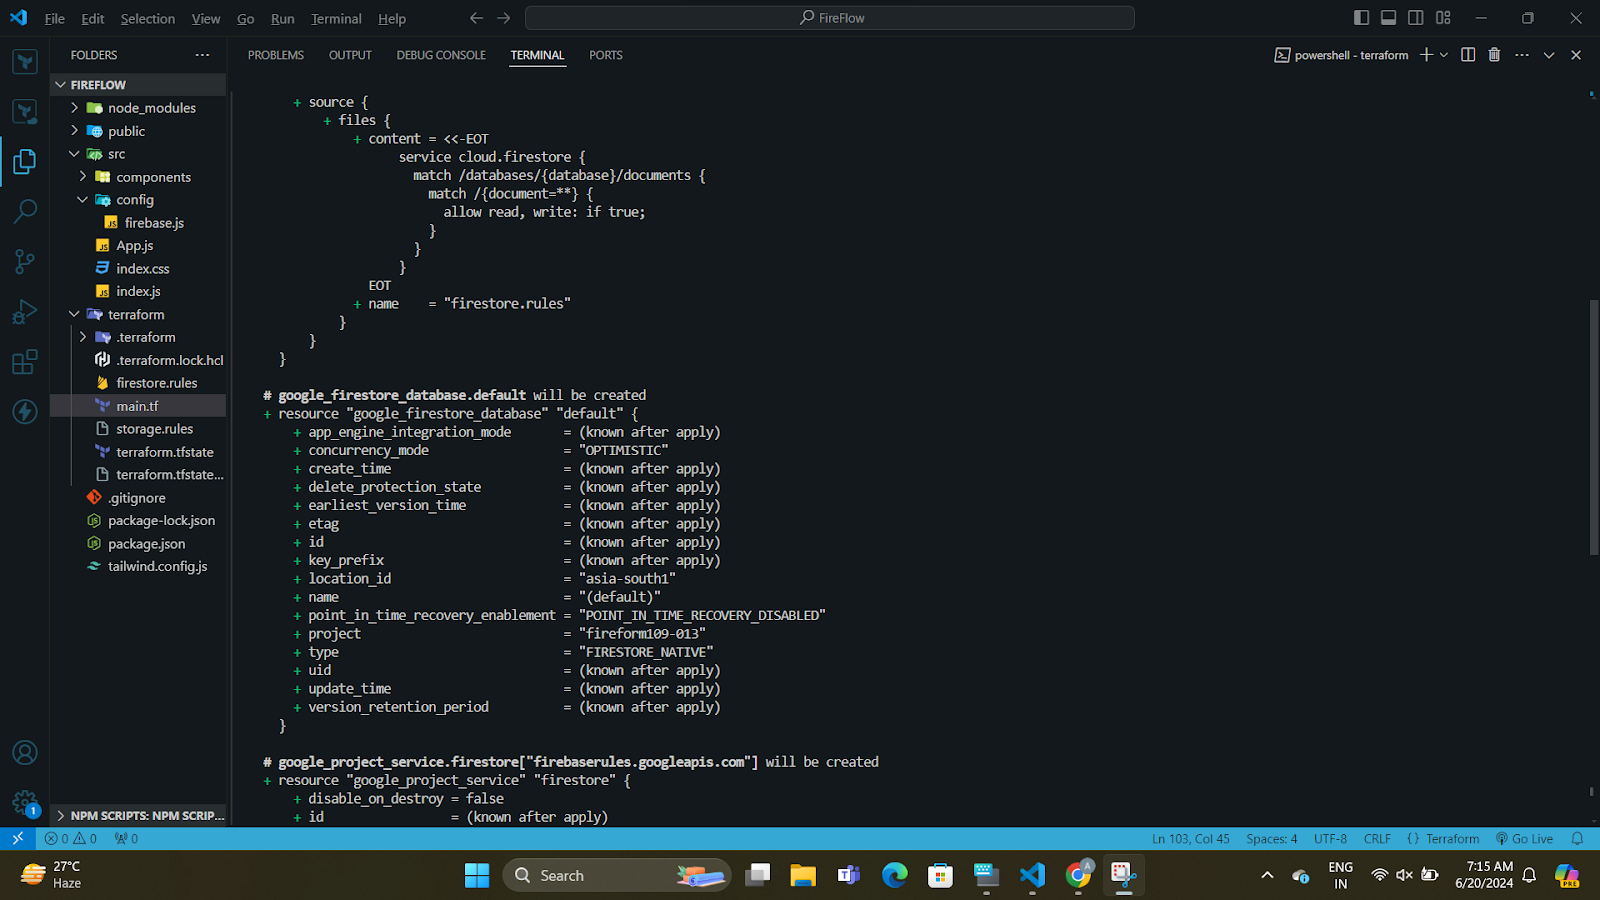 File Edit Selection View Go Run Terminal Help
FireFlow
FOLDERS
PROBLEMS OUTPUT DEBUG CONSOLE TERMINAL PORTS
powershell - terraform
FIREFLOW
node_modules
public
src
components
config
firebase.js
App.js
index.css
index.js
terraform
.terraform
.terraform.lock.hcl
firestore.rules
main.tf
storage.rules
terraform.tfstate
terraform.tfstate...
.gitignore
package-lock.json
package.json
tailwind.config.js
NPM SCRIPTS: NPM SCRIP...
+ source {
+ files {
+ content = <<-EOT
service cloud.firestore {
match /databases/{database}/documents {
match /{document=**} {
allow read, write: if true;
}
}
}
EOT
+ name = "firestore.rules"
}
}
}
# google_firestore_database.default will be created
+ resource "google_firestore_database" "default" {
+ app_engine_integration_mode = (known after apply)
+ concurrency_mode = "OPTIMISTIC"
+ create_time = (known after apply)
+ delete_protection_state = (known after apply)
+ earliest_version_time = (known after apply)
+ etag = (known after apply)
+ id = (known after apply)
+ key_prefix = (known after apply)
+ location_id = "asia-south1"
+ name = "(default)"
+ point_in_time_recovery_enablement = "POINT_IN_TIME_RECOVERY_DISABLED"
+ project = "fireform109-013"
+ type = "FIRESTORE_NATIVE"
+ uid = (known after apply)
+ update_time = (known after apply)
+ version_retention_period = (known after apply)
}
# google_project_service.firestore["firebaserules.googleapis.com"] will be created
+ resource "google_project_service" "firestore" {
+ disable_on_destroy = false
+ id = (known after apply)
1
0 0 0
Ln 103, Col 45 Spaces: 4 UTF-8 CRLF {} Terraform Go Live
27°C
Haze
Search
A
PRE
ENG
IN
7:15 AM
6/20/2024